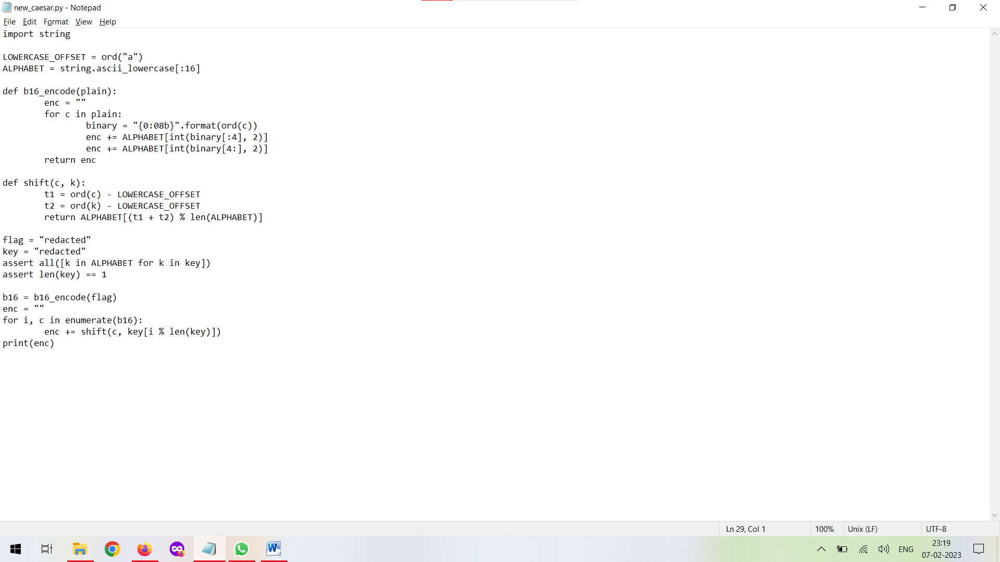 new_caesar.py - Notepad
File Edit Format View Help
import string

LOWERCASE_OFFSET = ord("a")
ALPHABET = string.ascii_lowercase[:16]

def b16_encode(plain):
        enc = ""
        for c in plain:
                binary = "{0:08b}".format(ord(c))
                enc += ALPHABET[int(binary[:4], 2)]
                enc += ALPHABET[int(binary[4:], 2)]
        return enc

def shift(c, k):
        t1 = ord(c) - LOWERCASE_OFFSET
        t2 = ord(k) - LOWERCASE_OFFSET
        return ALPHABET[(t1 + t2) % len(ALPHABET)]

flag = "redacted"
key = "redacted"
assert all([k in ALPHABET for k in key])
assert len(key) == 1

b16 = b16_encode(flag)
enc = ""
for i, c in enumerate(b16):
        enc += shift(c, key[i % len(key)])
print(enc)
Ln 29, Col 1 100% Unix (LF) UTF-8
W
ENG
23:19
07-02-2023